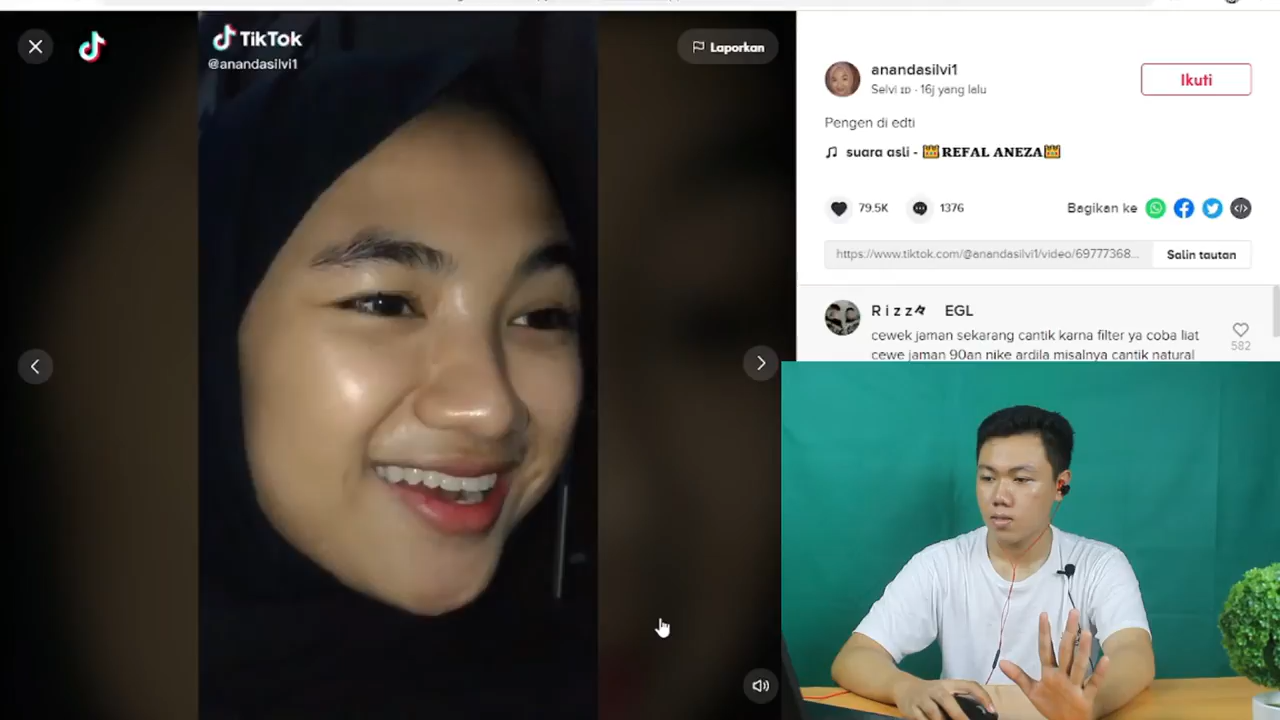 TikTok
@anandasilvi1
Laporkan
anandasilvi1
Selvi ɪᴅ · 16j yang lalu
Ikuti
Pengen di edti
suara asli - 👑𝐑𝐄𝐅𝐀𝐋 𝐀𝐍𝐄𝐙𝐀👑
79.5K
1376
Bagikan ke
https://www.tiktok.com/@anandasilvi1/video/69777368...
Salin tautan
R i z z EGL
cewek jaman sekarang cantik karna filter ya coba liat
cewe jaman 90an nike ardila misalnya cantik natural
582